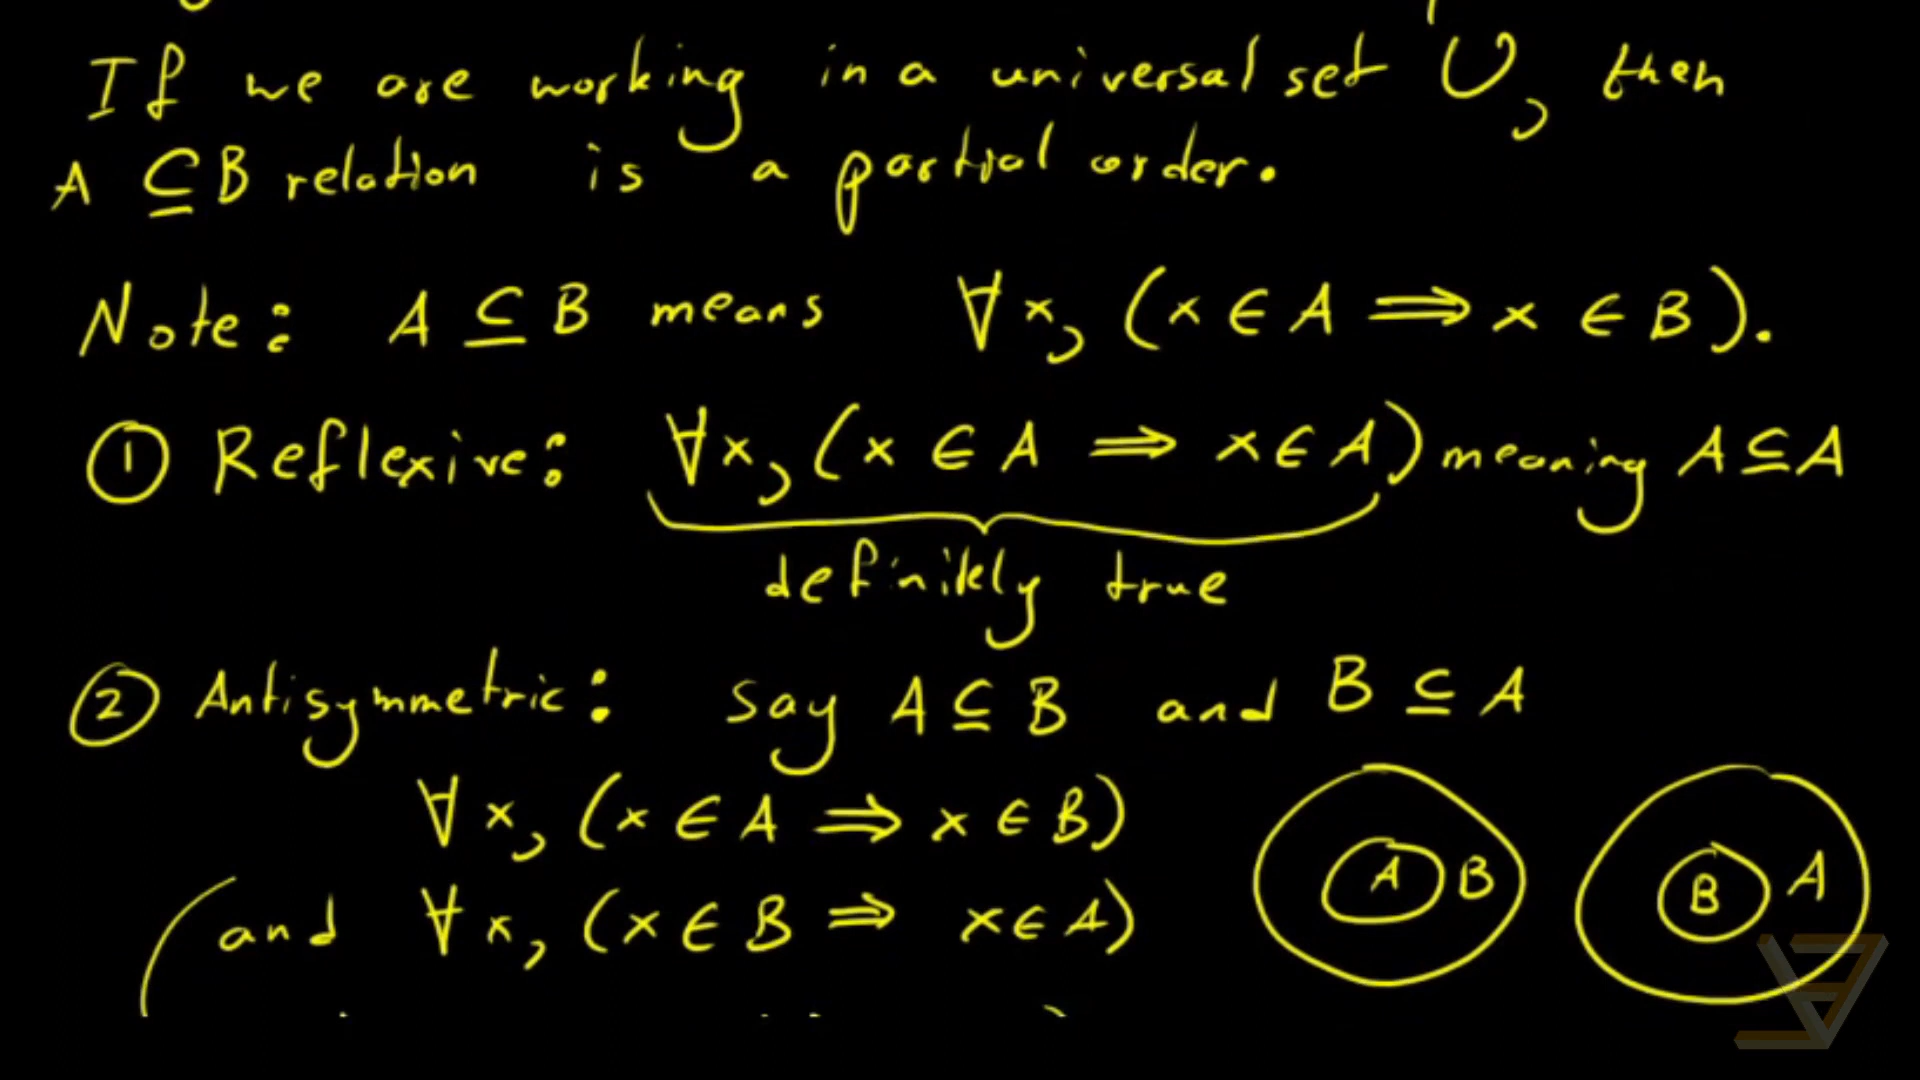 If we are working in a universal set U, then
A ⊆ B relation is a partial order.
Note: A ⊆ B means ∀x, (x ∈ A ⟹ x ∈ B).
① Reflexive: ∀x, (x ∈ A ⟹ x ∈ A) meaning A ⊆ A
definitely true
② Antisymmetric: say A ⊆ B and B ⊆ A
∀x, (x ∈ A ⟹ x ∈ B)
A B B A
and ∀x, (x ∈ B ⟹ x ∈ A)